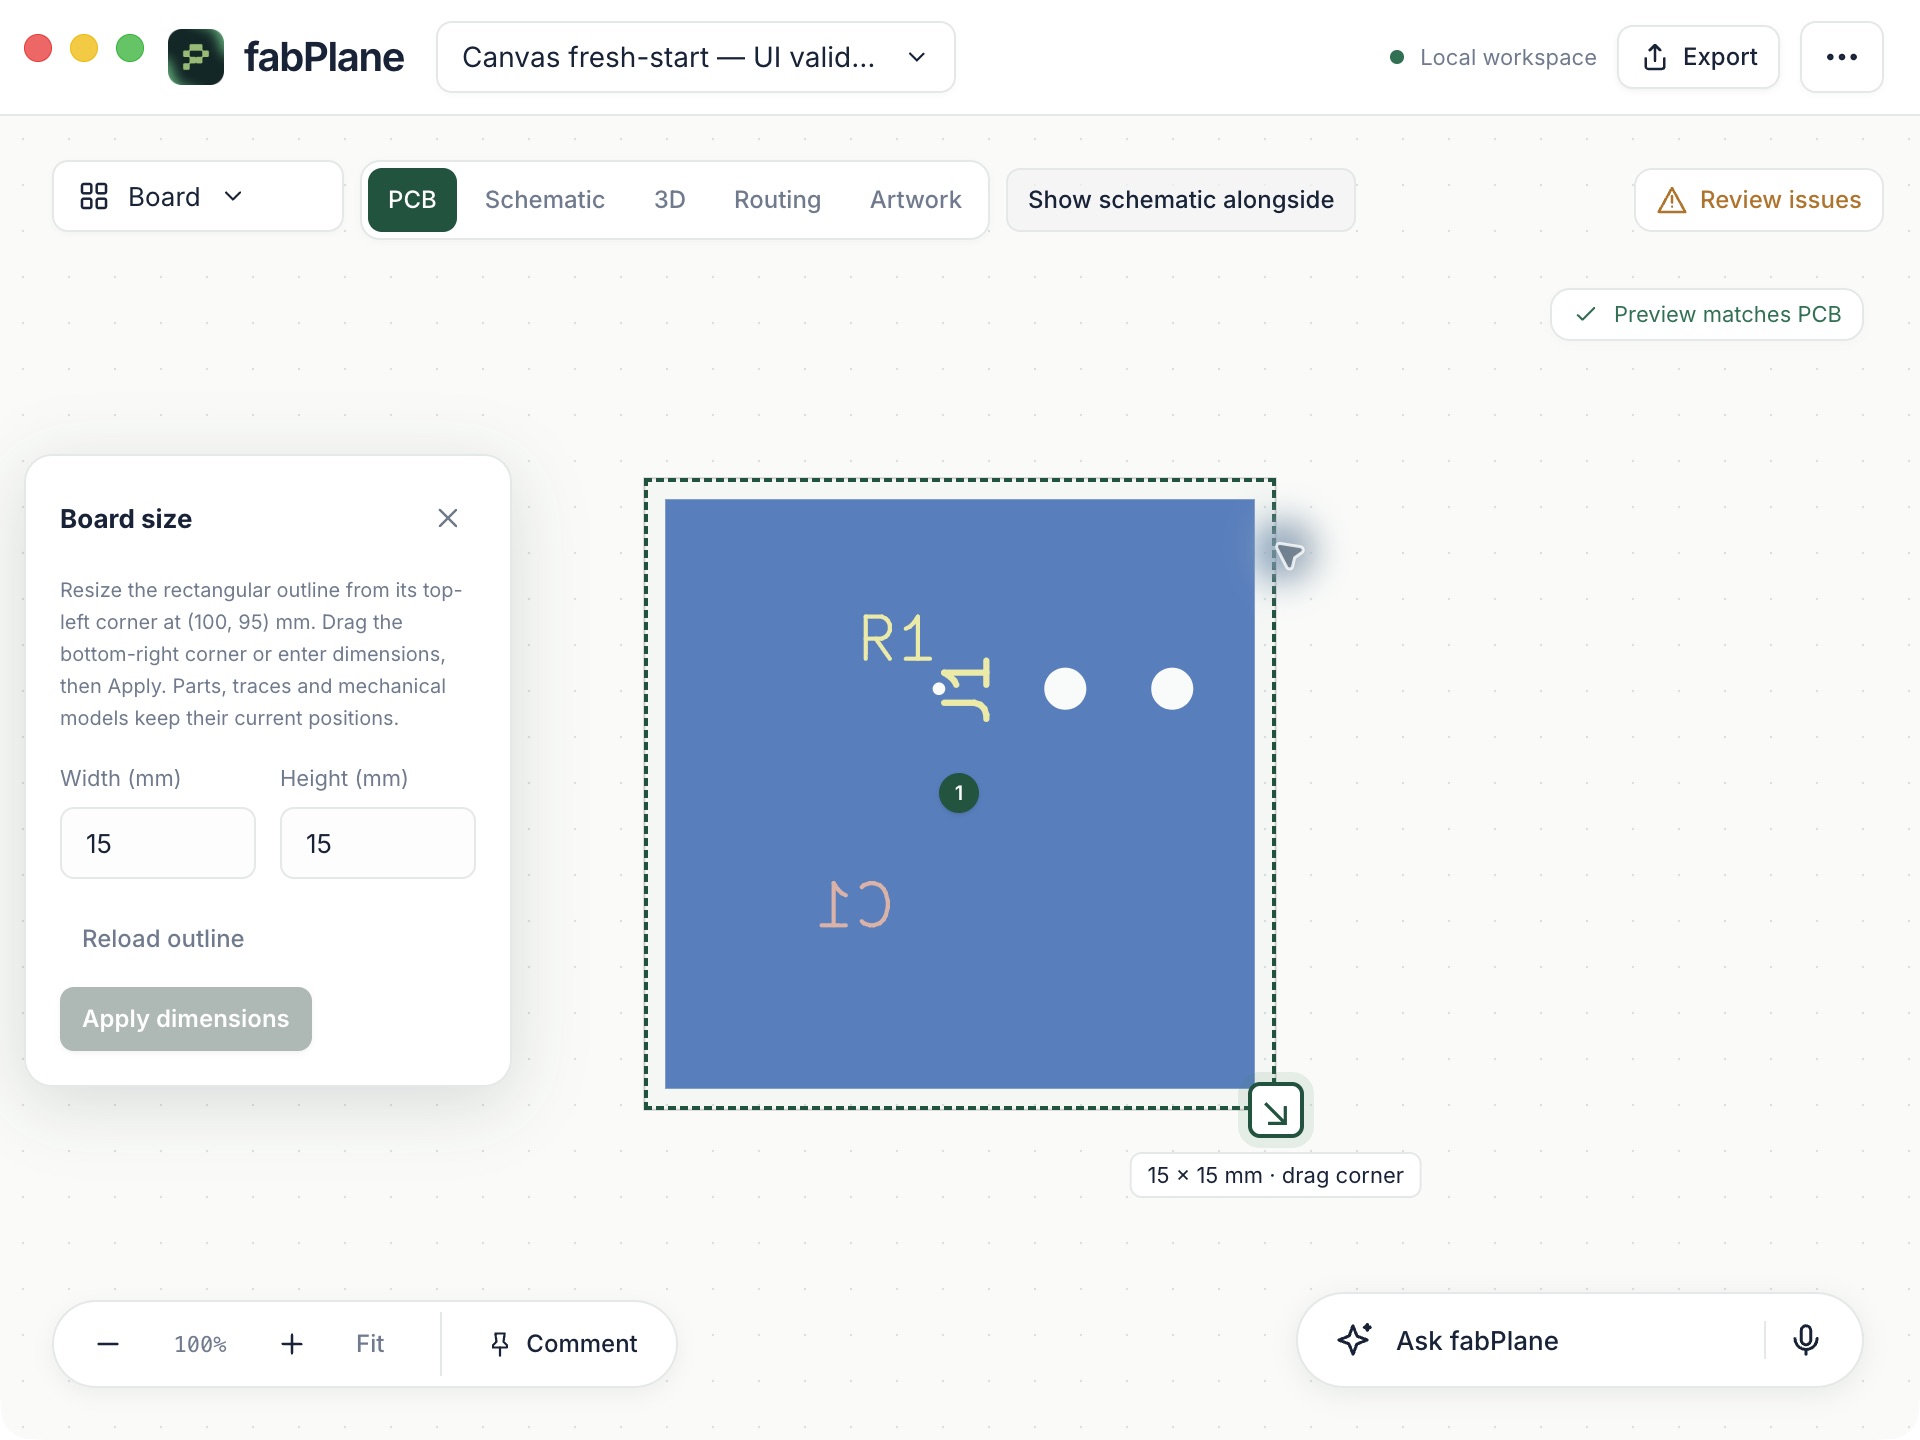 fabPlane
Canvas fresh-start — UI valid...
Local workspace
Export
Board
PCB
Schematic
3D
Routing
Artwork
Show schematic alongside
Review issues
Preview matches PCB
Board size
Resize the rectangular outline from its top-
left corner at (100, 95) mm. Drag the
bottom-right corner or enter dimensions,
then Apply. Parts, traces and mechanical
models keep their current positions.
Width (mm)
Height (mm)
15
15
Reload outline
Apply dimensions
R1
J1
1
C1
15 × 15 mm · drag corner
100%
Fit
Comment
Ask fabPlane